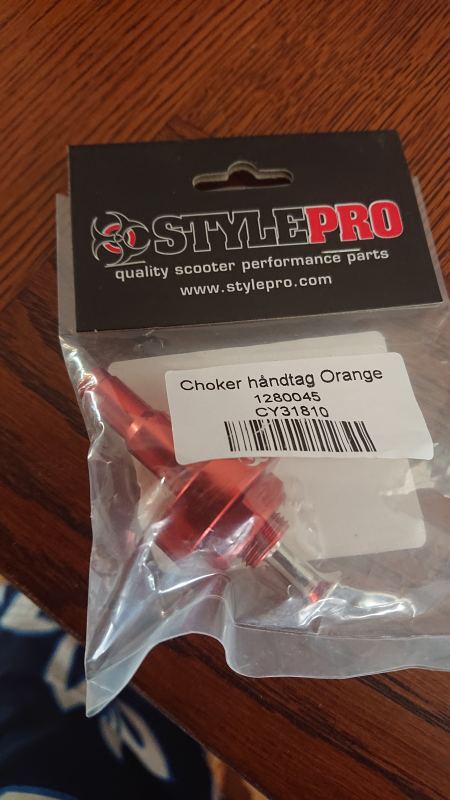 STYLEPRO
quality scooter performance parts
www.stylepro.com
Choker håndtag Orange
1280045
CY31810